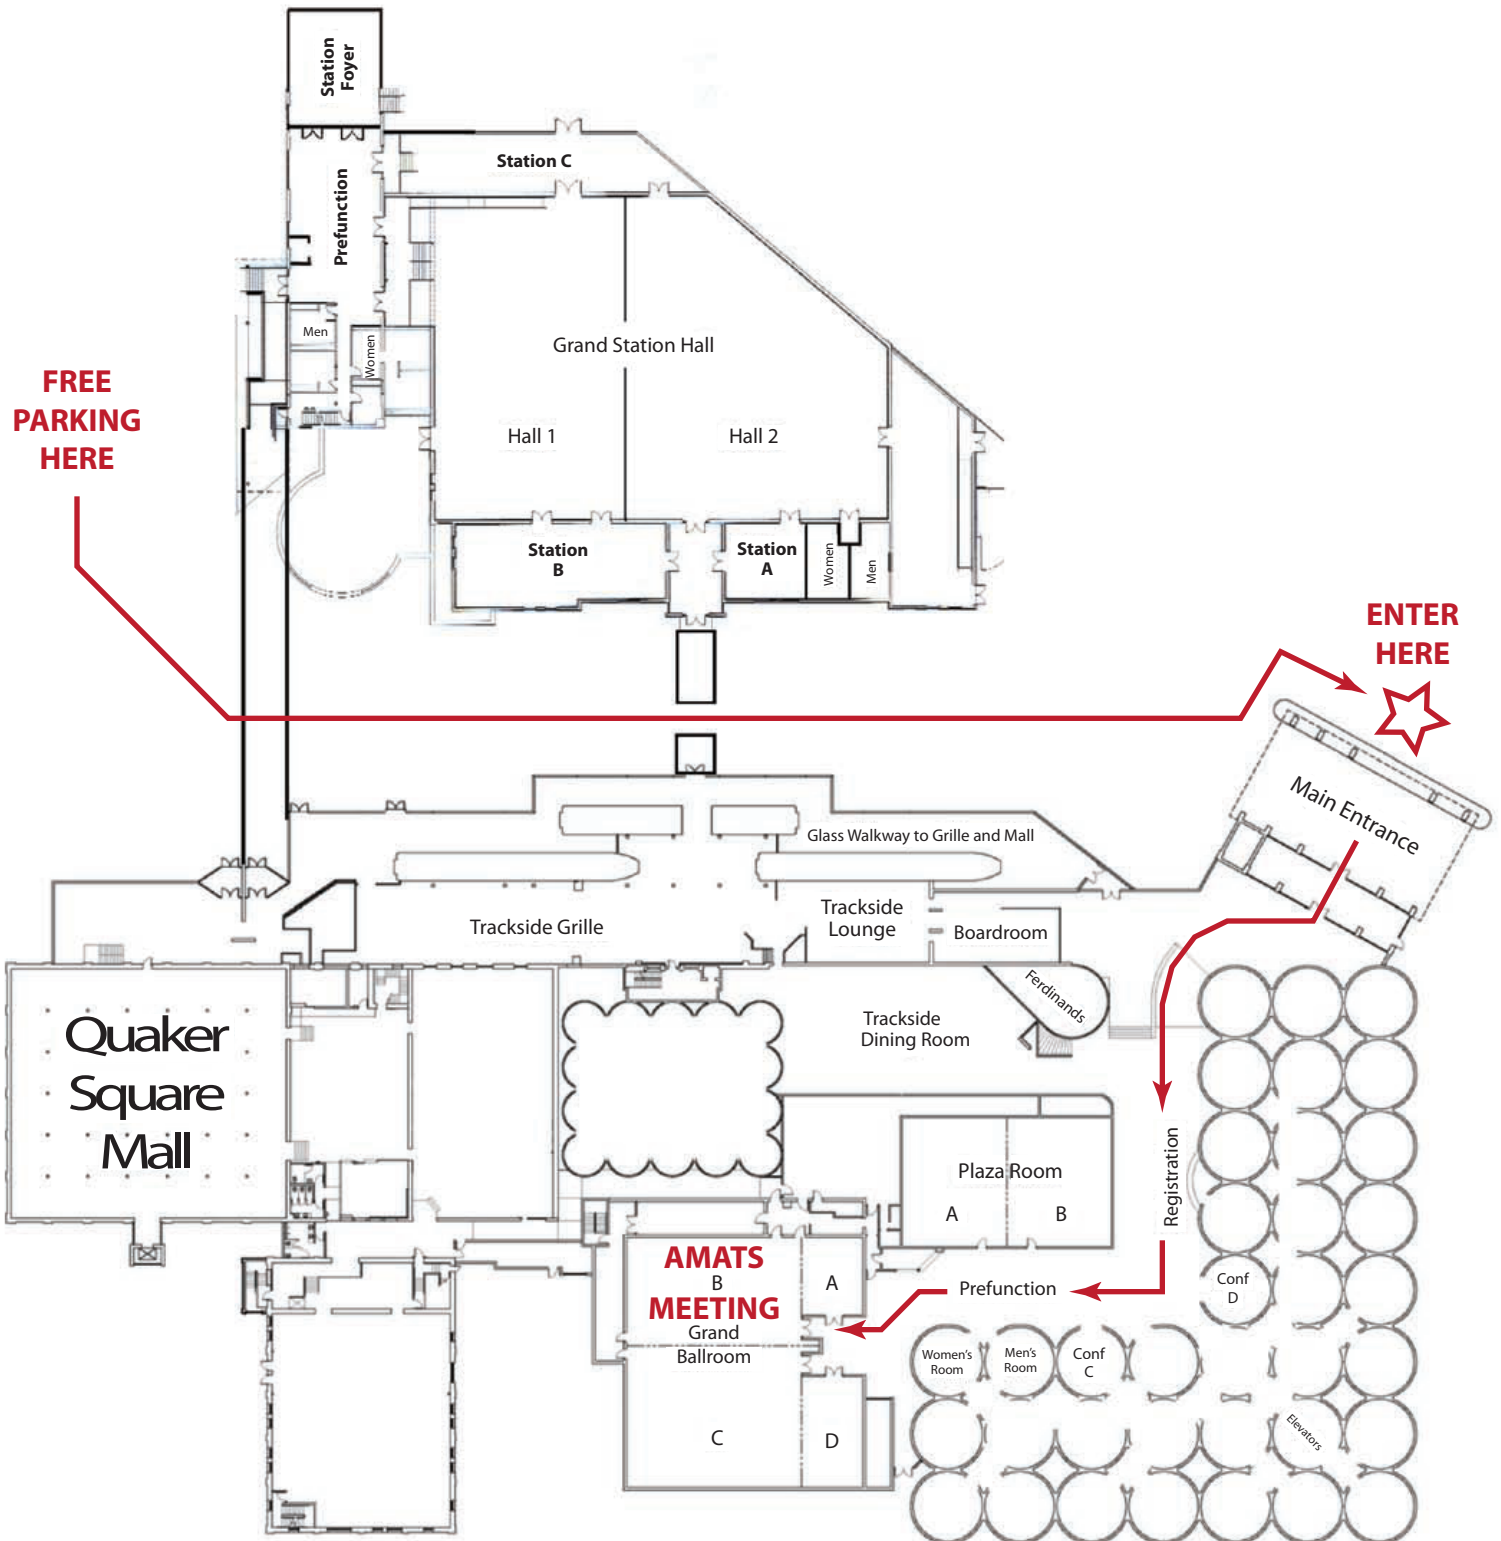 Station
Foyer
Station C
Prefunction
Men
Women
Grand Station Hall
FREE
PARKING
HERE
Hall 1
Hall 2
Station
B
Station
A
Women
Men
ENTER
HERE
Main Entrance
Glass Walkway to Grille and Mall
Trackside Grille
Trackside
Lounge
Boardroom
Ferdinands
Trackside
Dining Room
Quaker
Square
Mall
Plaza Room
A
B
Registration
AMATS
B
MEETING
Grand
Ballroom
A
Prefunction
Conf
D
Women's
Room
Men's
Room
Conf
C
C
D
Elevators